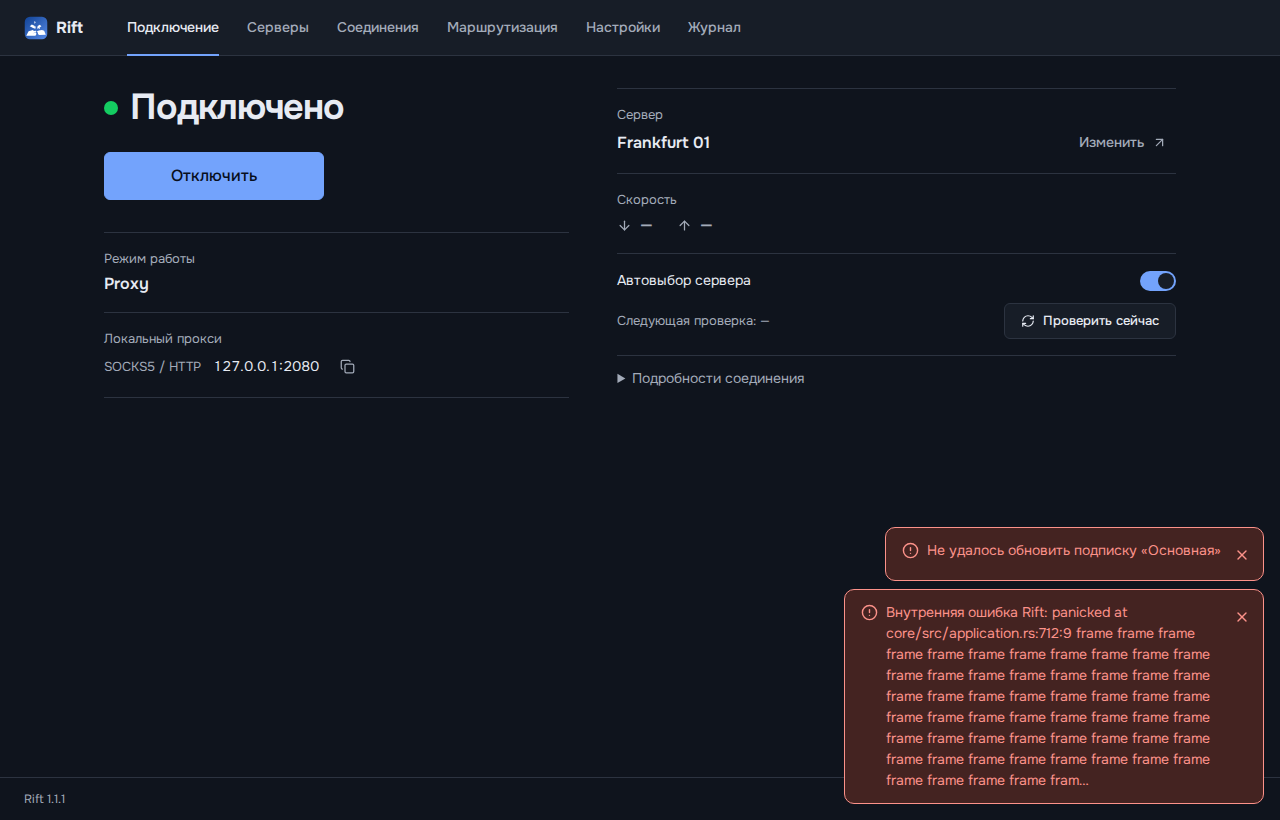 Rift
Подключение
Серверы
Соединения
Маршрутизация
Настройки
Журнал
Подключено
Отключить
Режим работы
Proxy
Локальный прокси
SOCKS5 / HTTP 127.0.0.1:2080
Сервер
Frankfurt 01
Изменить
Скорость
– –
Автовыбор сервера
Следующая проверка: –
Проверить сейчас
Подробности соединения
Не удалось обновить подписку «Основная»
Внутренняя ошибка Rift: panicked at
core/src/application.rs:712:9 frame frame frame
frame frame frame frame frame frame frame frame
frame frame frame frame frame frame frame frame
frame frame frame frame frame frame frame frame
frame frame frame frame frame frame frame frame
frame frame frame frame frame frame frame frame
frame frame frame frame frame frame frame frame
frame frame frame frame fram...
Rift 1.1.1